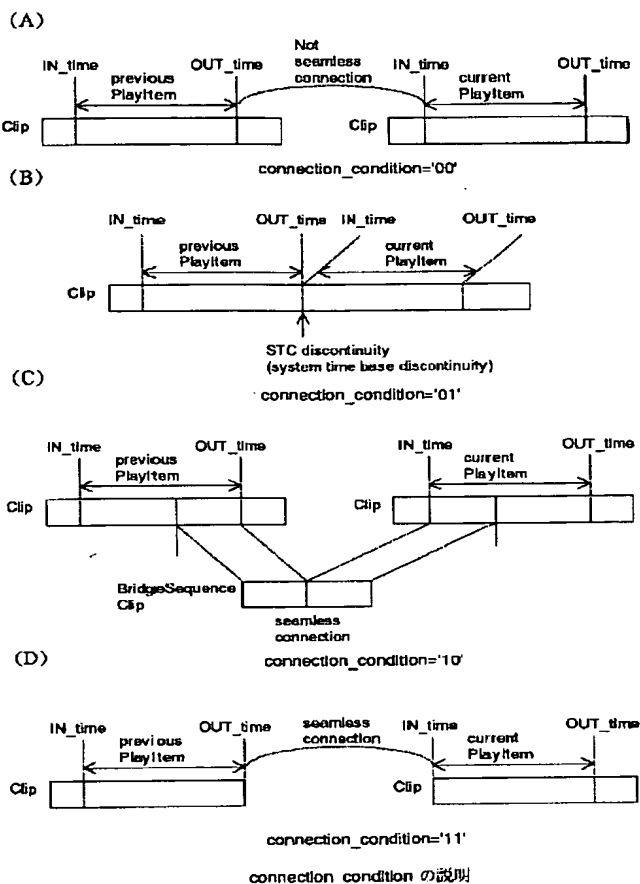 (A)
Not
seamless
connection
IN_time
OUT_time
IN_time
OUT_time
previous
PlayItem
current
PlayItem
Clip
Clip
connection_condition='00'
(B)
IN_time
OUT_time
IN_time
OUT_time
previous
PlayItem
current
PlayItem
Clip
STC discontinuity
(system time base discontinuity)
(C)
connection_condition='01'
IN_time
OUT_time
IN_time
OUT_time
previous
PlayItem
current
PlayItem
Clip
Clip
BridgeSequence
Clip
seamless
connection
(D)
connection_condition='10'
IN_time
OUT_time
seamless
connection
IN_time
OUT_time
previous
PlayItem
current
PlayItem
Clip
Clip
connection_condition='11'
connection condition の説明